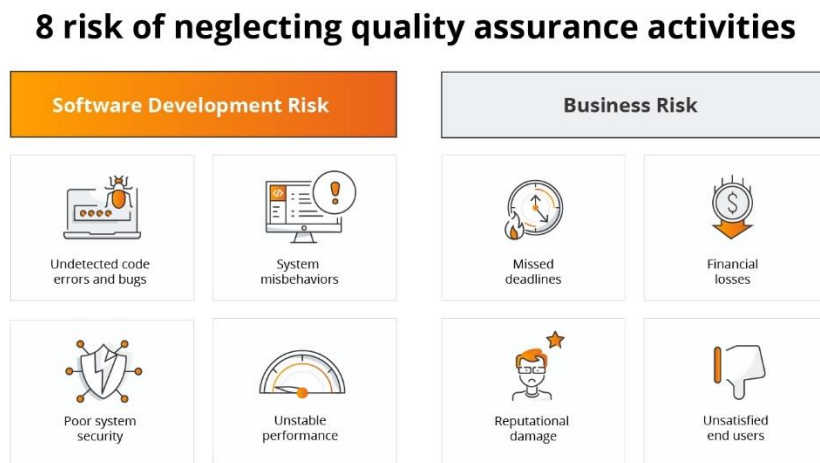 8 risk of neglecting quality assurance activities
Software Development Risk
Business Risk
Undetected code
errors and bugs
System
misbehaviors
Missed
deadlines
Financial
losses
Poor system
security
Unstable
performance
Reputational
damage
Unsatisfied
end users